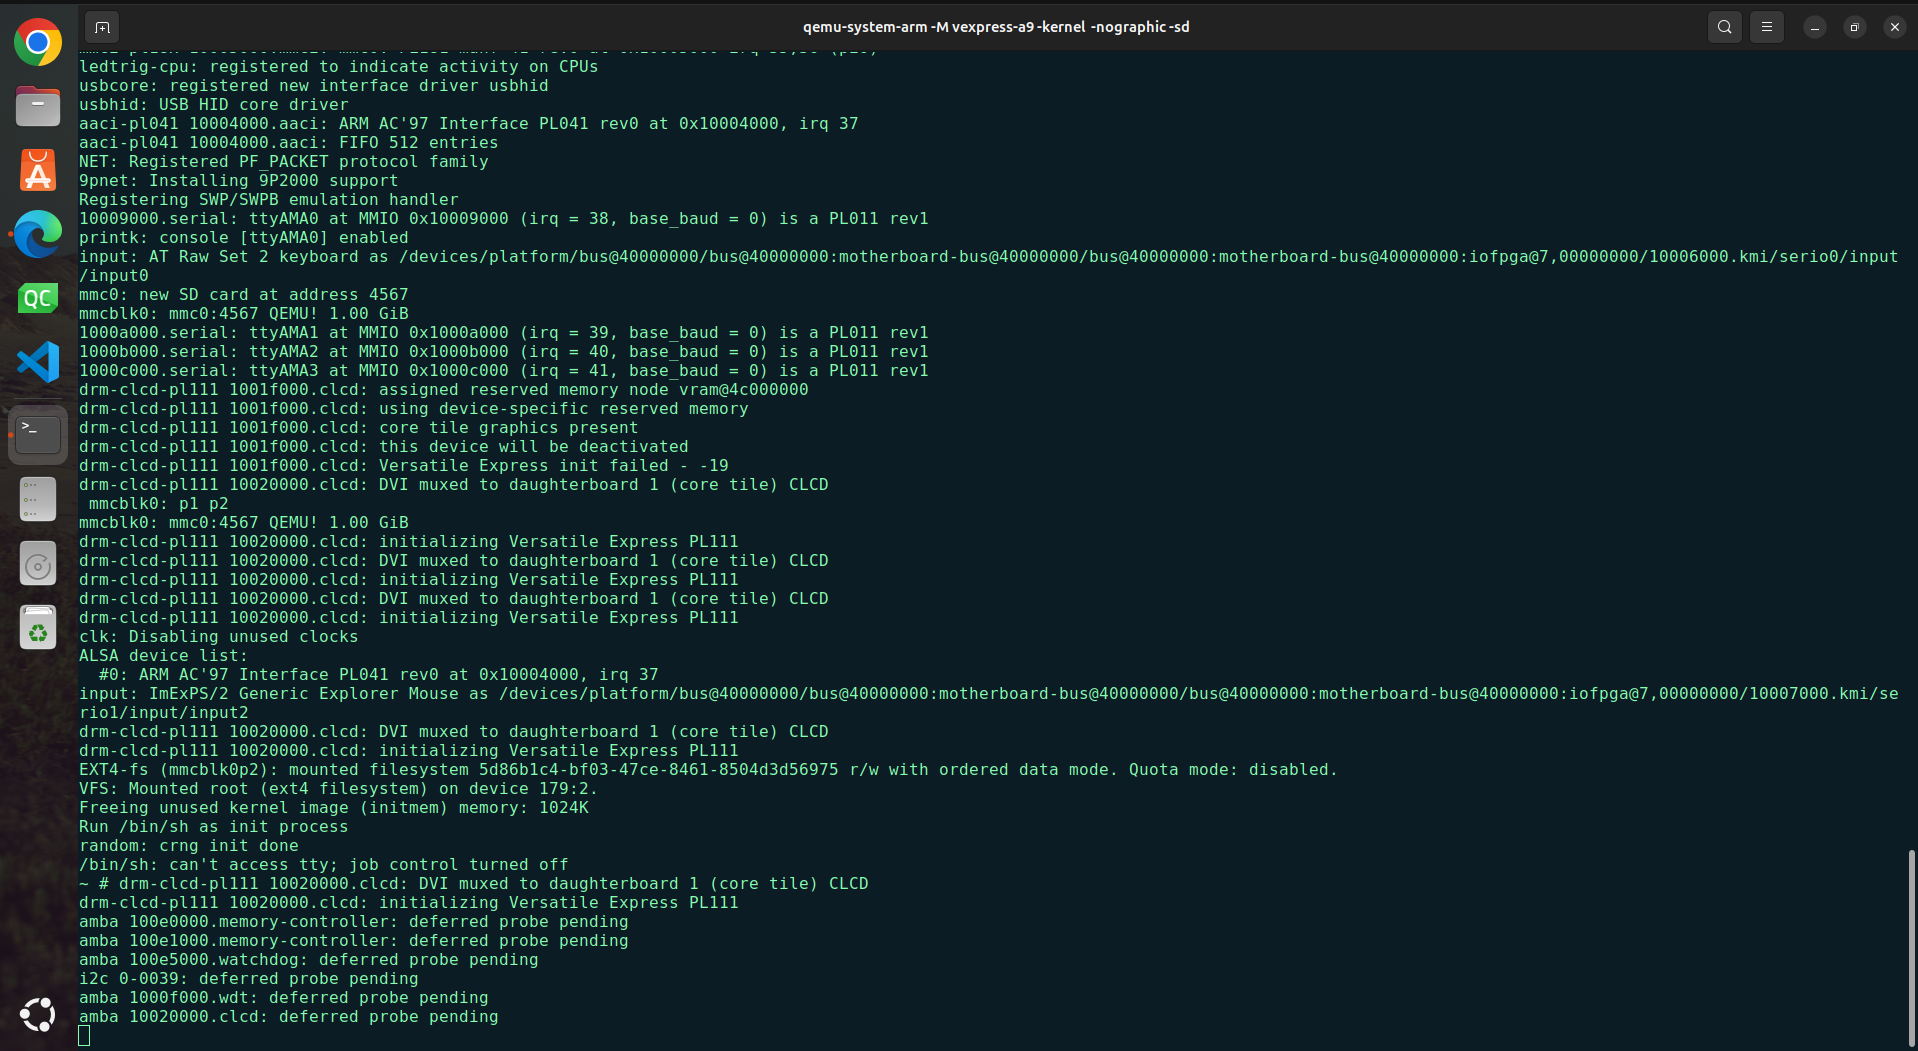 qemu-system-arm -M vexpress-a9 -kernel -nographic -sd
ledtrig-cpu: registered to indicate activity on CPUs
usbcore: registered new interface driver usbhid
usbhid: USB HID core driver
aaci-pl041 10004000.aaci: ARM AC'97 Interface PL041 rev0 at 0x10004000, irq 37
aaci-pl041 10004000.aaci: FIFO 512 entries
NET: Registered PF_PACKET protocol family
9pnet: Installing 9P2000 support
Registering SWP/SWPB emulation handler
10009000.serial: ttyAMA0 at MMIO 0x10009000 (irq = 38, base_baud = 0) is a PL011 rev1
printk: console [ttyAMA0] enabled
input: AT Raw Set 2 keyboard as /devices/platform/bus@40000000/bus@40000000:motherboard-bus@40000000/bus@40000000:motherboard-bus@40000000:iofpga@7,00000000/10006000.kmi/serio0/input
/input0
mmc0: new SD card at address 4567
mmcblk0: mmc0:4567 QEMU! 1.00 GiB
1000a000.serial: ttyAMA1 at MMIO 0x1000a000 (irq = 39, base_baud = 0) is a PL011 rev1
1000b000.serial: ttyAMA2 at MMIO 0x1000b000 (irq = 40, base_baud = 0) is a PL011 rev1
1000c000.serial: ttyAMA3 at MMIO 0x1000c000 (irq = 41, base_baud = 0) is a PL011 rev1
drm-clcd-pl111 1001f000.clcd: assigned reserved memory node vram@4c000000
drm-clcd-pl111 1001f000.clcd: using device-specific reserved memory
drm-clcd-pl111 1001f000.clcd: core tile graphics present
drm-clcd-pl111 1001f000.clcd: this device will be deactivated
drm-clcd-pl111 1001f000.clcd: Versatile Express init failed - -19
drm-clcd-pl111 10020000.clcd: DVI muxed to daughterboard 1 (core tile) CLCD
 mmcblk0: p1 p2
mmcblk0: mmc0:4567 QEMU! 1.00 GiB
drm-clcd-pl111 10020000.clcd: initializing Versatile Express PL111
drm-clcd-pl111 10020000.clcd: DVI muxed to daughterboard 1 (core tile) CLCD
drm-clcd-pl111 10020000.clcd: initializing Versatile Express PL111
drm-clcd-pl111 10020000.clcd: DVI muxed to daughterboard 1 (core tile) CLCD
drm-clcd-pl111 10020000.clcd: initializing Versatile Express PL111
clk: Disabling unused clocks
ALSA device list:
  #0: ARM AC'97 Interface PL041 rev0 at 0x10004000, irq 37
input: ImExPS/2 Generic Explorer Mouse as /devices/platform/bus@40000000/bus@40000000:motherboard-bus@40000000/bus@40000000:motherboard-bus@40000000:iofpga@7,00000000/10007000.kmi/se
rio1/input/input2
drm-clcd-pl111 10020000.clcd: DVI muxed to daughterboard 1 (core tile) CLCD
drm-clcd-pl111 10020000.clcd: initializing Versatile Express PL111
EXT4-fs (mmcblk0p2): mounted filesystem 5d86b1c4-bf03-47ce-8461-8504d3d56975 r/w with ordered data mode. Quota mode: disabled.
VFS: Mounted root (ext4 filesystem) on device 179:2.
Freeing unused kernel image (initmem) memory: 1024K
Run /bin/sh as init process
random: crng init done
/bin/sh: can't access tty; job control turned off
~ # drm-clcd-pl111 10020000.clcd: DVI muxed to daughterboard 1 (core tile) CLCD
drm-clcd-pl111 10020000.clcd: initializing Versatile Express PL111
amba 100e0000.memory-controller: deferred probe pending
amba 100e1000.memory-controller: deferred probe pending
amba 100e5000.watchdog: deferred probe pending
i2c 0-0039: deferred probe pending
amba 1000f000.wdt: deferred probe pending
amba 10020000.clcd: deferred probe pending
QC